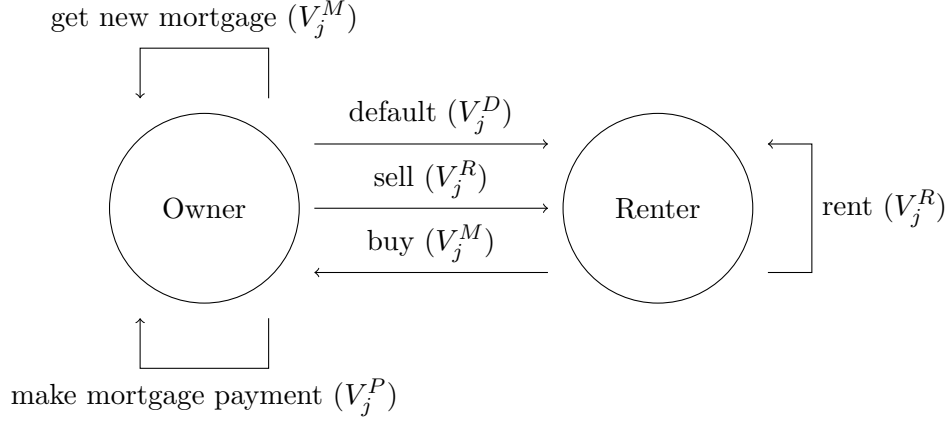 get new mortgage (V_j^M)
default (V_j^D)
sell (V_j^R)
Owner
Renter
rent (V_j^R)
buy (V_j^M)
make mortgage payment (V_j^P)